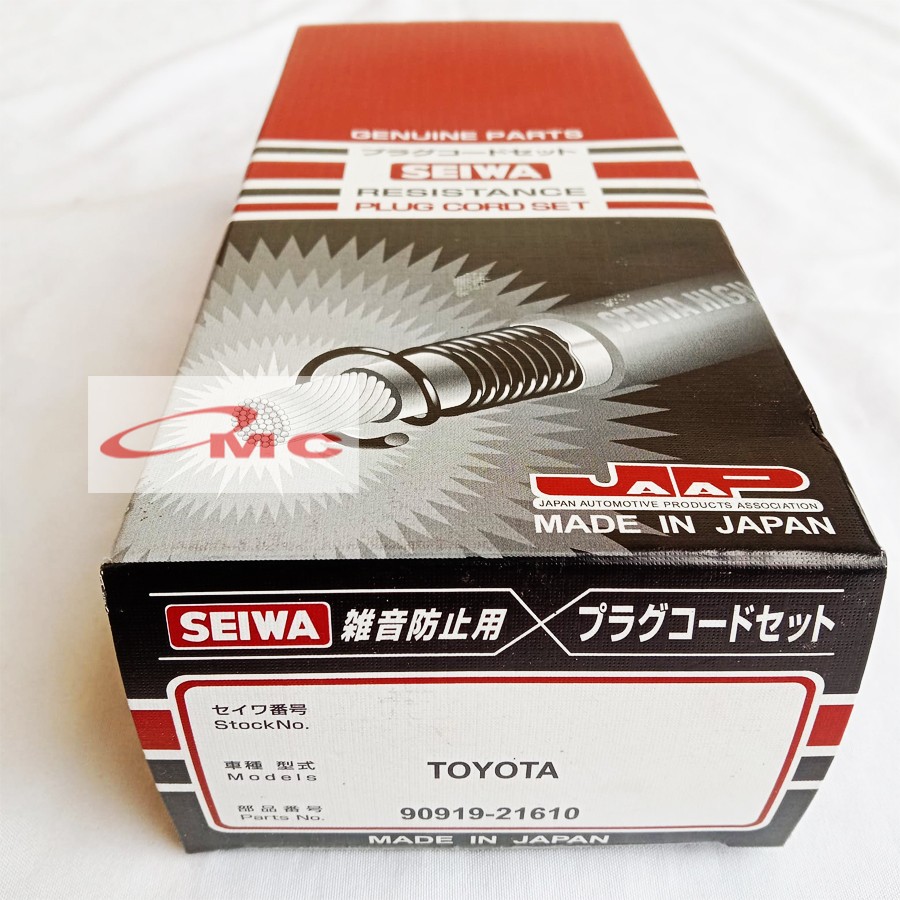 GENUINE PARTS
プラグコードセット
SEIWA
RESISTANCE
PLUG CORD SET
SEIWA HIGH
MC
JAAP
JAPAN AUTOMOTIVE PRODUCTS ASSOCIATION
MADE IN JAPAN
SEIWA 雑音防止用 プラグコードセット
セイワ番号
StockNo.
車種 型式
Models
TOYOTA
部品番号
Parts No.
90919-21610
MADE IN JAPAN